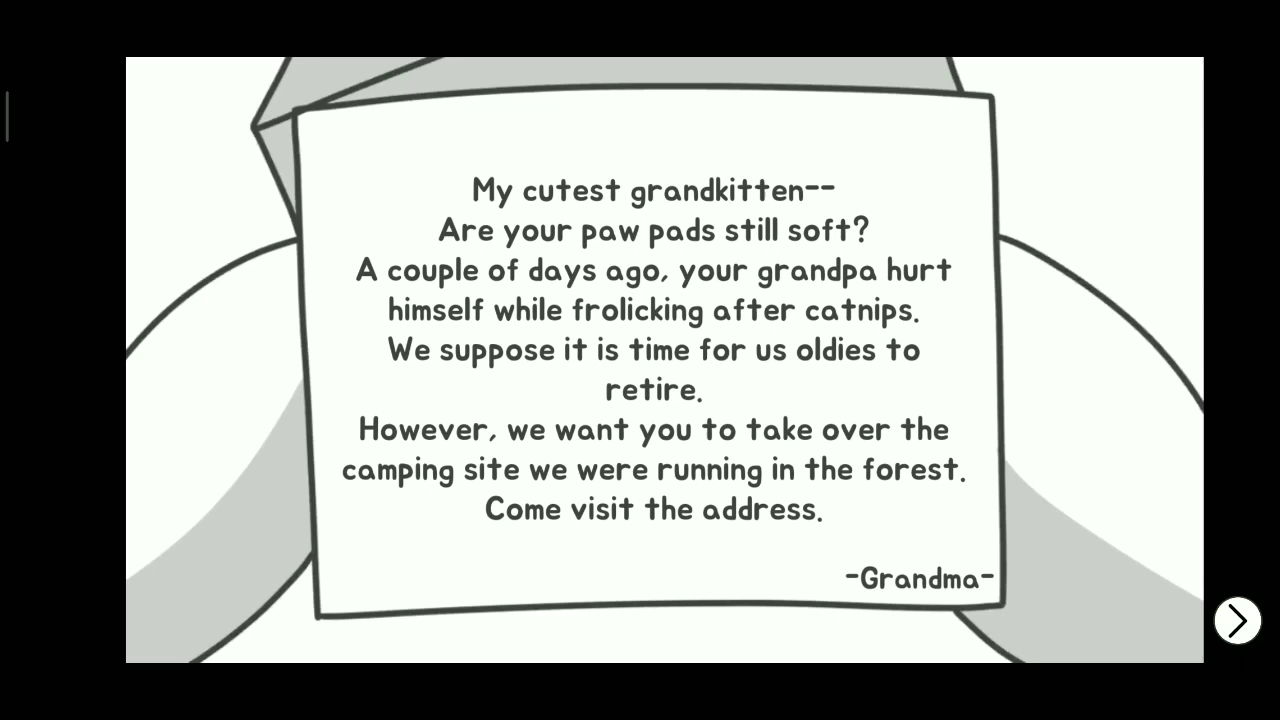 My cutest grandkitten--
Are your paw pads still soft?
A couple of days ago, your grandpa hurt
himself while frolicking after catnips.
We suppose it is time for us oldies to
retire.
However, we want you to take over the
camping site we were running in the forest.
Come visit the address.
-Grandma-